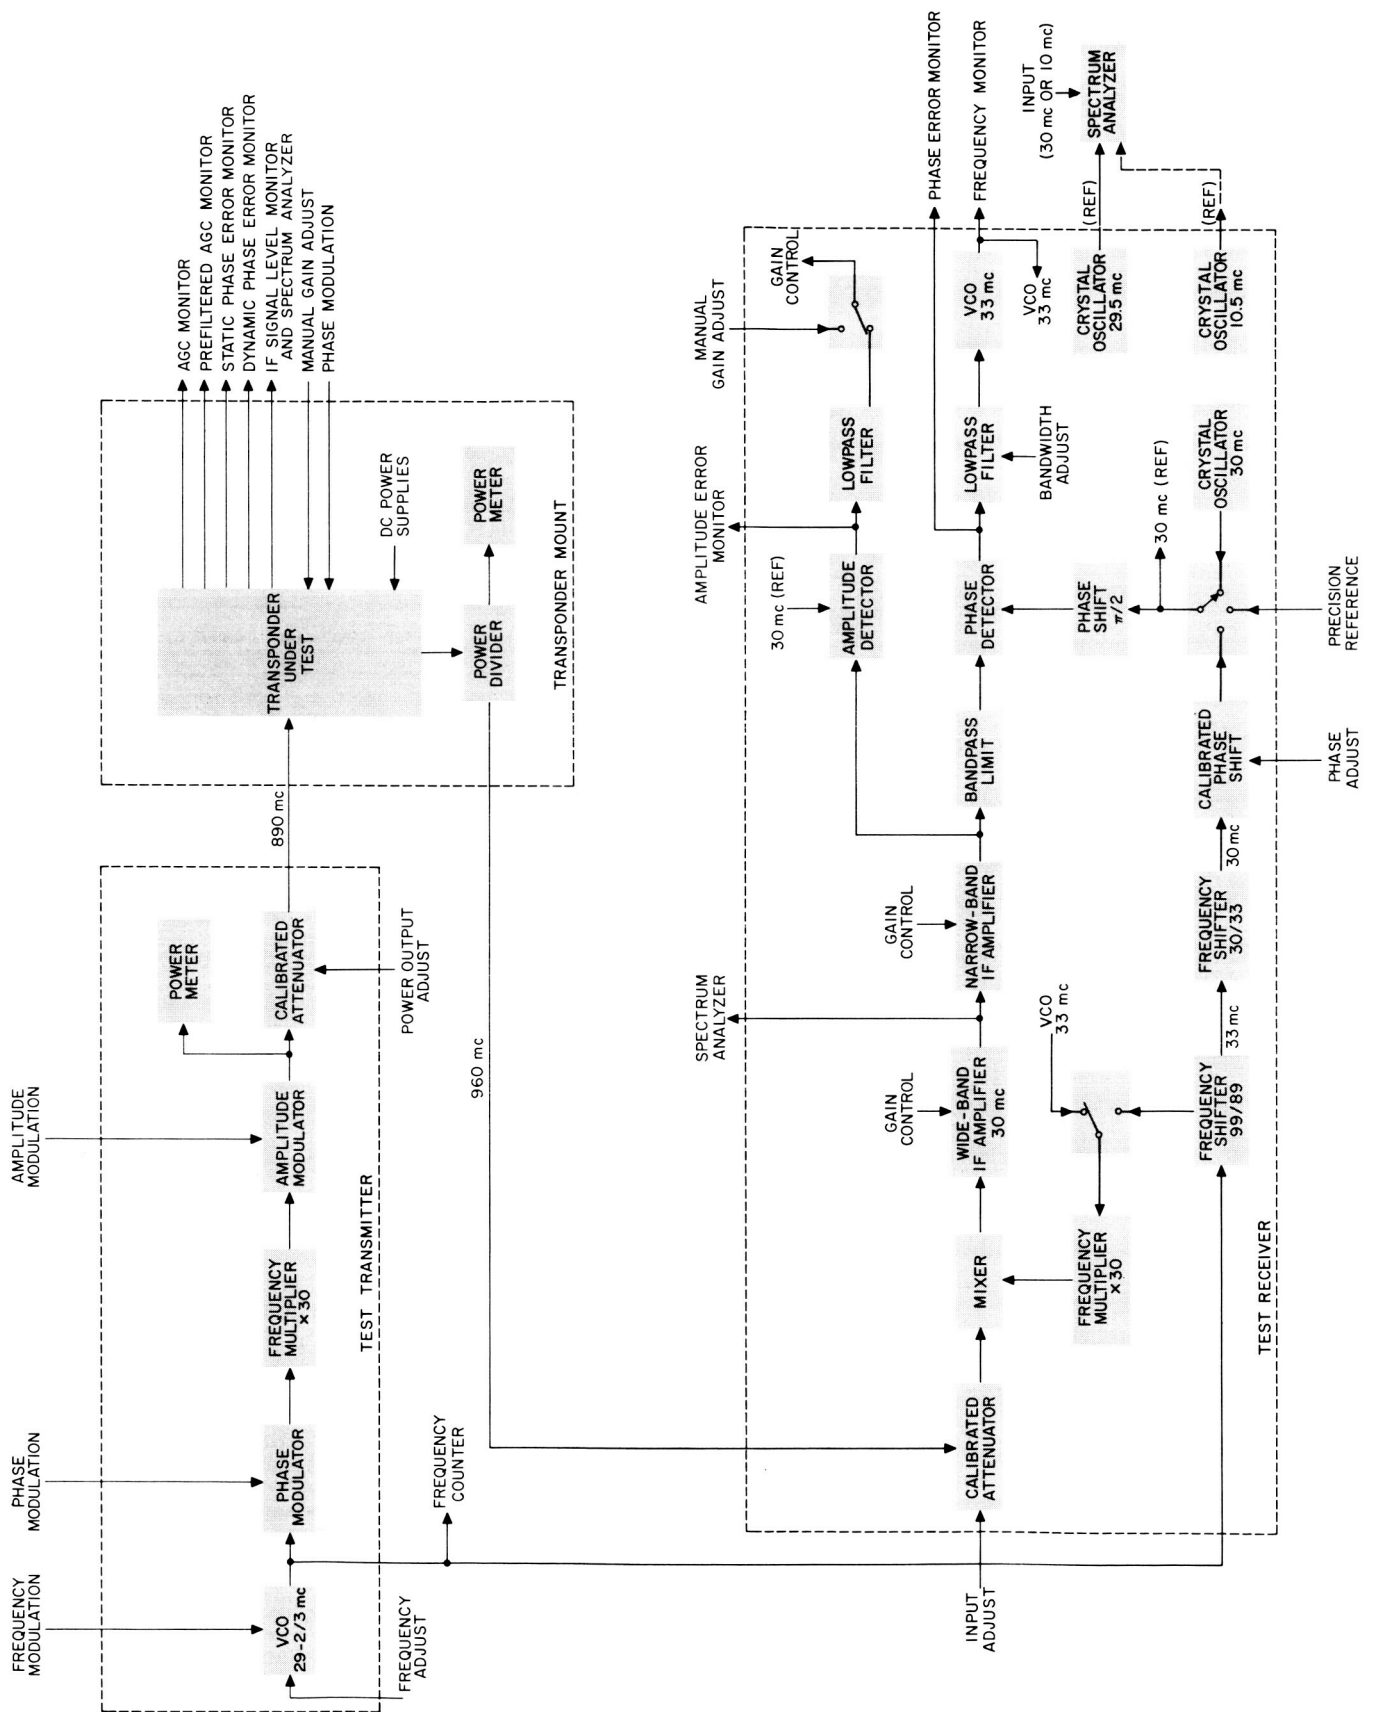 FREQUENCY
MODULATION
PHASE
MODULATION
AMPLITUDE
MODULATION
VCO
29-2/3 mc
PHASE
MODULATOR
FREQUENCY
MULTIPLIER
× 30
AMPLITUDE
MODULATOR
POWER
METER
CALIBRATED
ATTENUATOR
FREQUENCY
ADJUST
POWER OUTPUT
ADJUST
TEST TRANSMITTER
FREQUENCY
COUNTER
890 mc
960 mc
TRANSPONDER
UNDER
TEST
AGC MONITOR
PREFILTERED AGC MONITOR
STATIC PHASE ERROR MONITOR
DYNAMIC PHASE ERROR MONITOR
IF SIGNAL LEVEL MONITOR
AND SPECTRUM ANALYZER
MANUAL GAIN ADJUST
PHASE MODULATION
DC POWER
SUPPLIES
POWER
DIVIDER
POWER
METER
TRANSPONDER MOUNT
SPECTRUM
ANALYZER
AMPLITUDE ERROR
MONITOR
MANUAL
GAIN ADJUST
30 mc (REF)
GAIN
CONTROL
AMPLITUDE
DETECTOR
LOWPASS
FILTER
PHASE ERROR MONITOR
GAIN
CONTROL
GAIN
CONTROL
INPUT
ADJUST
CALIBRATED
ATTENUATOR
MIXER
WIDE-BAND
IF AMPLIFIER
30 mc
NARROW-BAND
IF AMPLIFIER
BANDPASS
LIMIT
PHASE
DETECTOR
LOWPASS
FILTER
VCO
33 mc
FREQUENCY MONITOR
VCO
33 mc
BANDWIDTH
ADJUST
FREQUENCY
MULTIPLIER
× 30
VCO
33 mc
PHASE
SHIFT
π/2
30 mc (REF)
CRYSTAL
OSCILLATOR
29.5 mc
(REF)
INPUT
(30 mc OR 10 mc)
SPECTRUM
ANALYZER
FREQUENCY
SHIFTER
99/89
33 mc
FREQUENCY
SHIFTER
30/33
30 mc
CALIBRATED
PHASE
SHIFT
CRYSTAL
OSCILLATOR
30 mc
CRYSTAL
OSCILLATOR
10.5 mc
(REF)
TEST RECEIVER
PHASE
ADJUST
PRECISION
REFERENCE